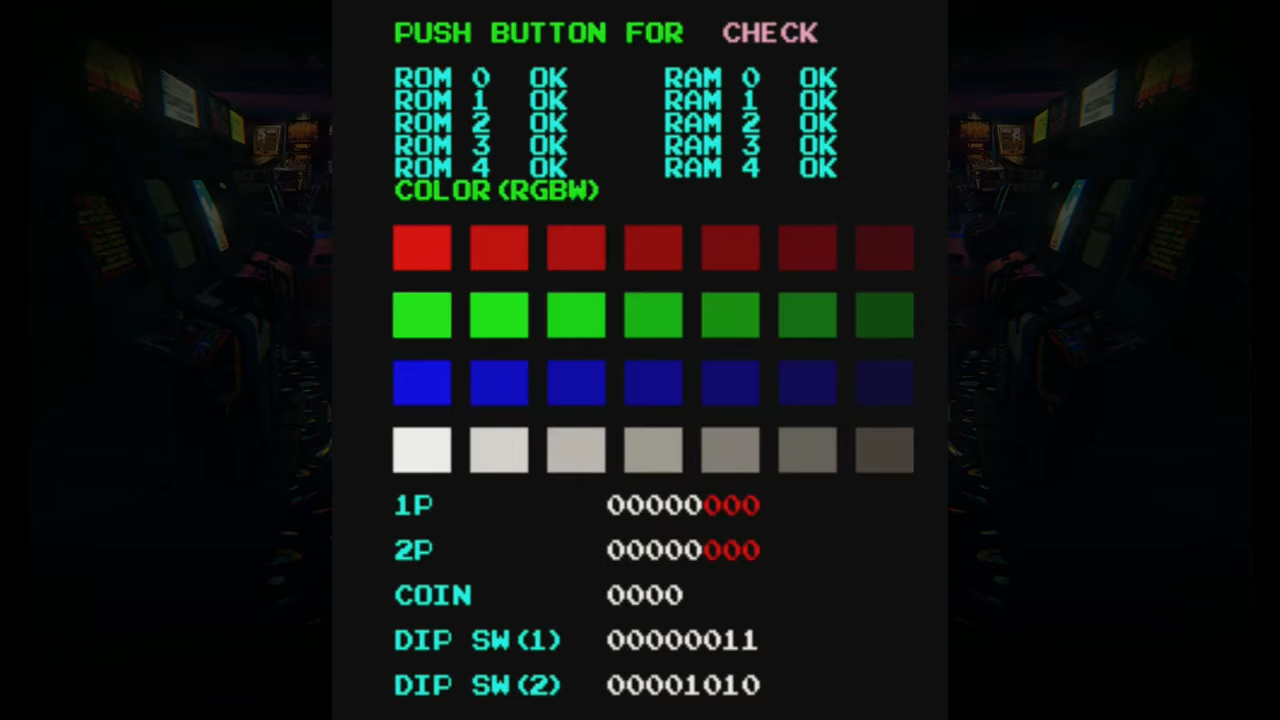 PUSH BUTTON FOR CHECK
ROM 0 OK RAM 0 OK
ROM 1 OK RAM 1 OK
ROM 2 OK RAM 2 OK
ROM 3 OK RAM 3 OK
ROM 4 OK RAM 4 OK
COLOR(RGBW)
1P 00000000
2P 00000000
COIN 0000
DIP SW(1) 00000011
DIP SW(2) 00001010